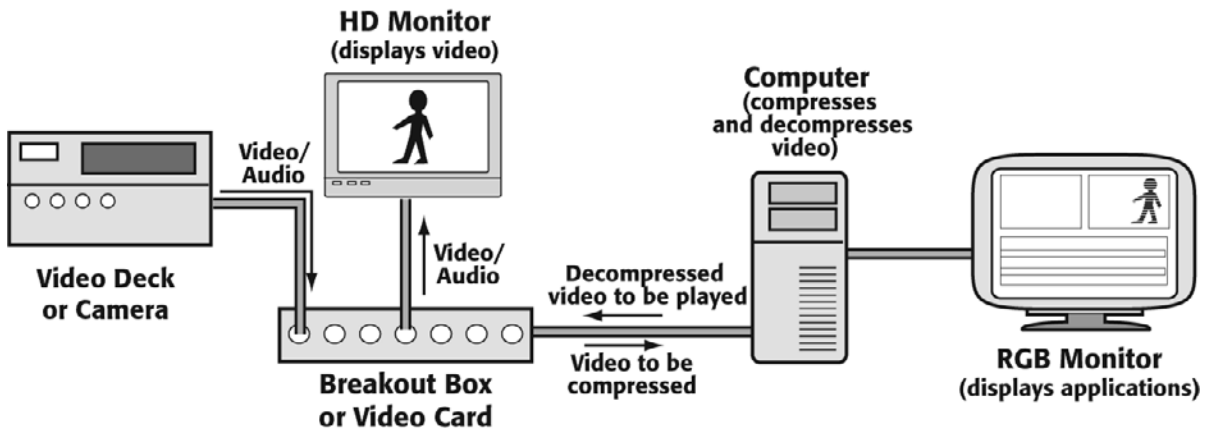 HD Monitor
(displays video)
Computer
(compresses
and decompresses
video)
Video/
Audio
Video Deck
or Camera
Video/
Audio
Decompressed
video to be played
Video to be
compressed
Breakout Box
or Video Card
RGB Monitor
(displays applications)